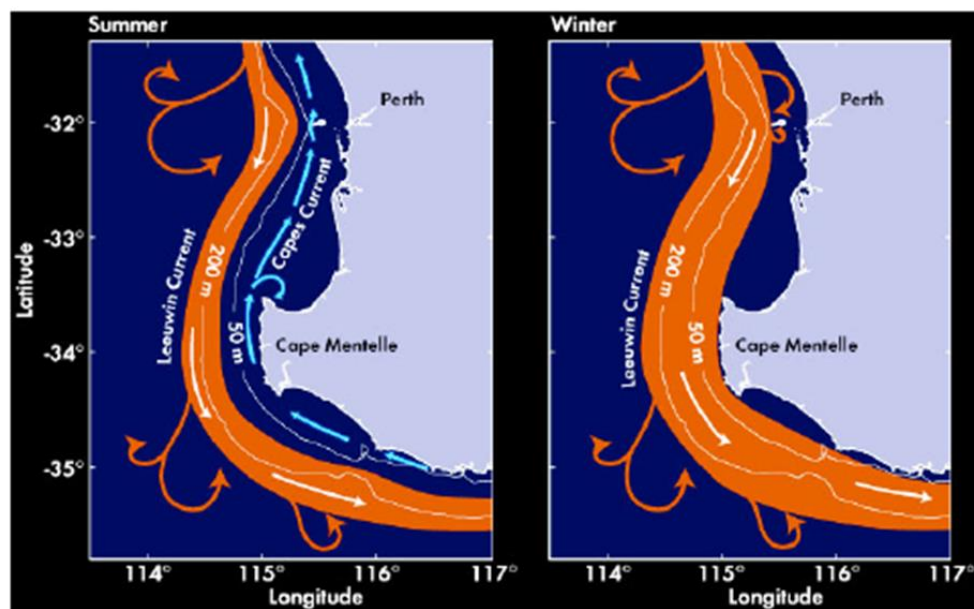 Summer
Perth
-32°
-33°
-34°
-35°
Latitude
Capes Current
Leeuwin Current
200 m
50 m
Cape Mentelle
114°
115°
116°
117°
Longitude
Winter
Perth
Leeuwin Current
200 m
50 m
Cape Mentelle
114°
115°
116°
117°
Longitude